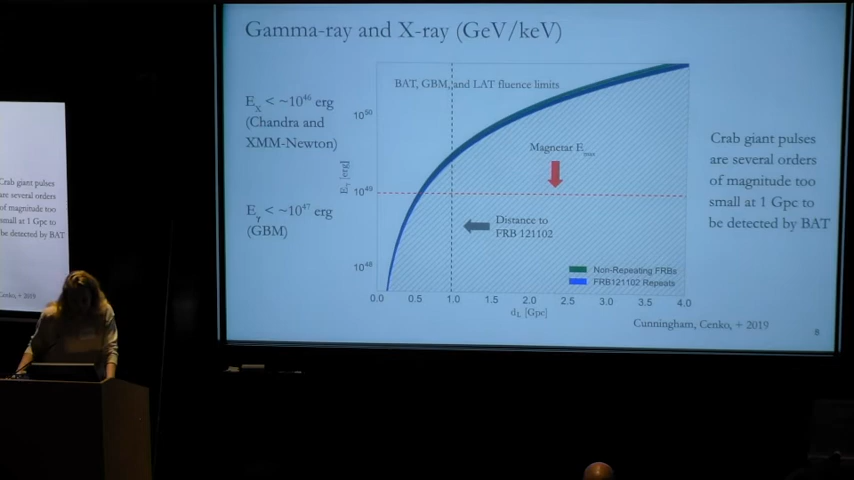 Gamma-ray and X-ray (GeV/keV)
E_X < ~10^46 erg
(Chandra and
XMM-Newton)
E_γ < ~10^47 erg
(GBM)
BAT, GBM, and LAT fluence limits
Magnetar E_max
Distance to
FRB 121102
Non-Repeating FRBs
FRB121102 Repeats
E_γ [erg]
10^50
10^49
10^48
0.0 0.5 1.0 1.5 2.0 2.5 3.0 3.5 4.0
d_L [Gpc]
Crab giant pulses
are several orders
of magnitude too
small at 1 Gpc to
be detected by BAT
Cunningham, Cenko, + 2019
8
Crab giant pulses
are several orders
of magnitude too
small at 1 Gpc to
be detected by BAT
Cenko, + 2019